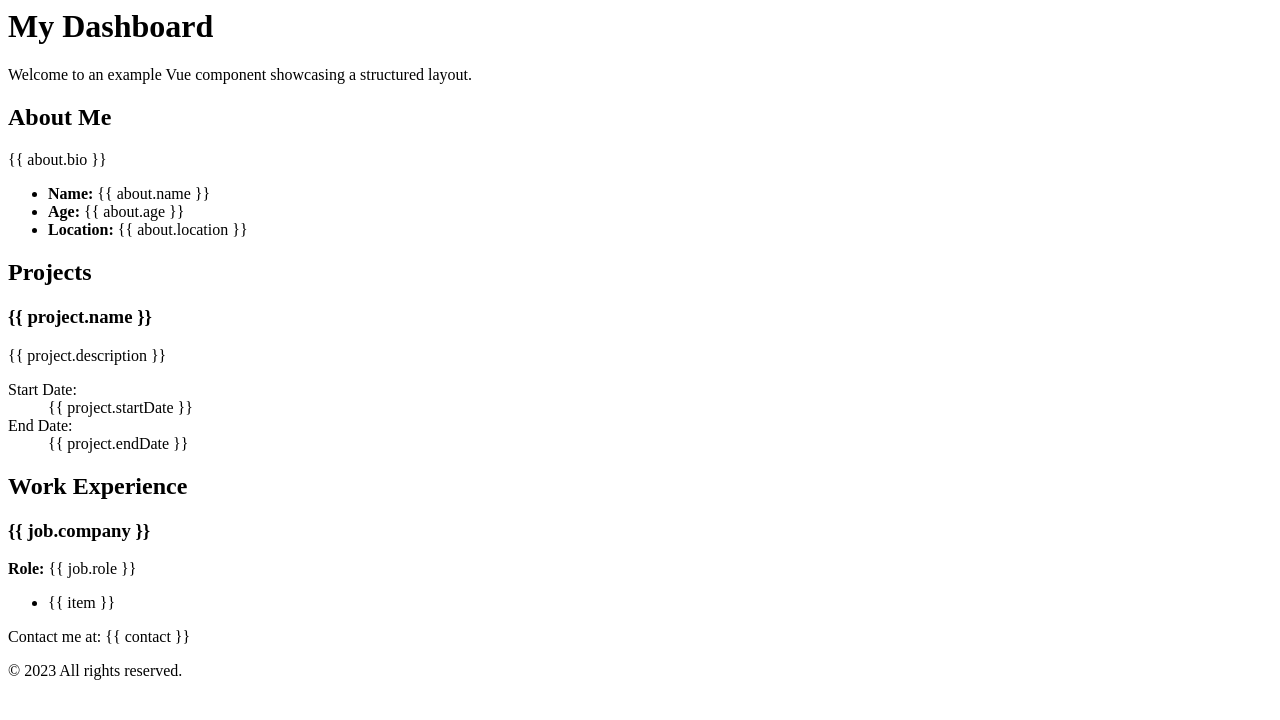 My Dashboard
Welcome to an example Vue component showcasing a structured layout.
About Me
{{ about.bio }}
Name: {{ about.name }}
Age: {{ about.age }}
Location: {{ about.location }}
Projects
{{ project.name }}
{{ project.description }}
Start Date:
{{ project.startDate }}
End Date:
{{ project.endDate }}
Work Experience
{{ job.company }}
Role: {{ job.role }}
{{ item }}
Contact me at: {{ contact }}
© 2023 All rights reserved.